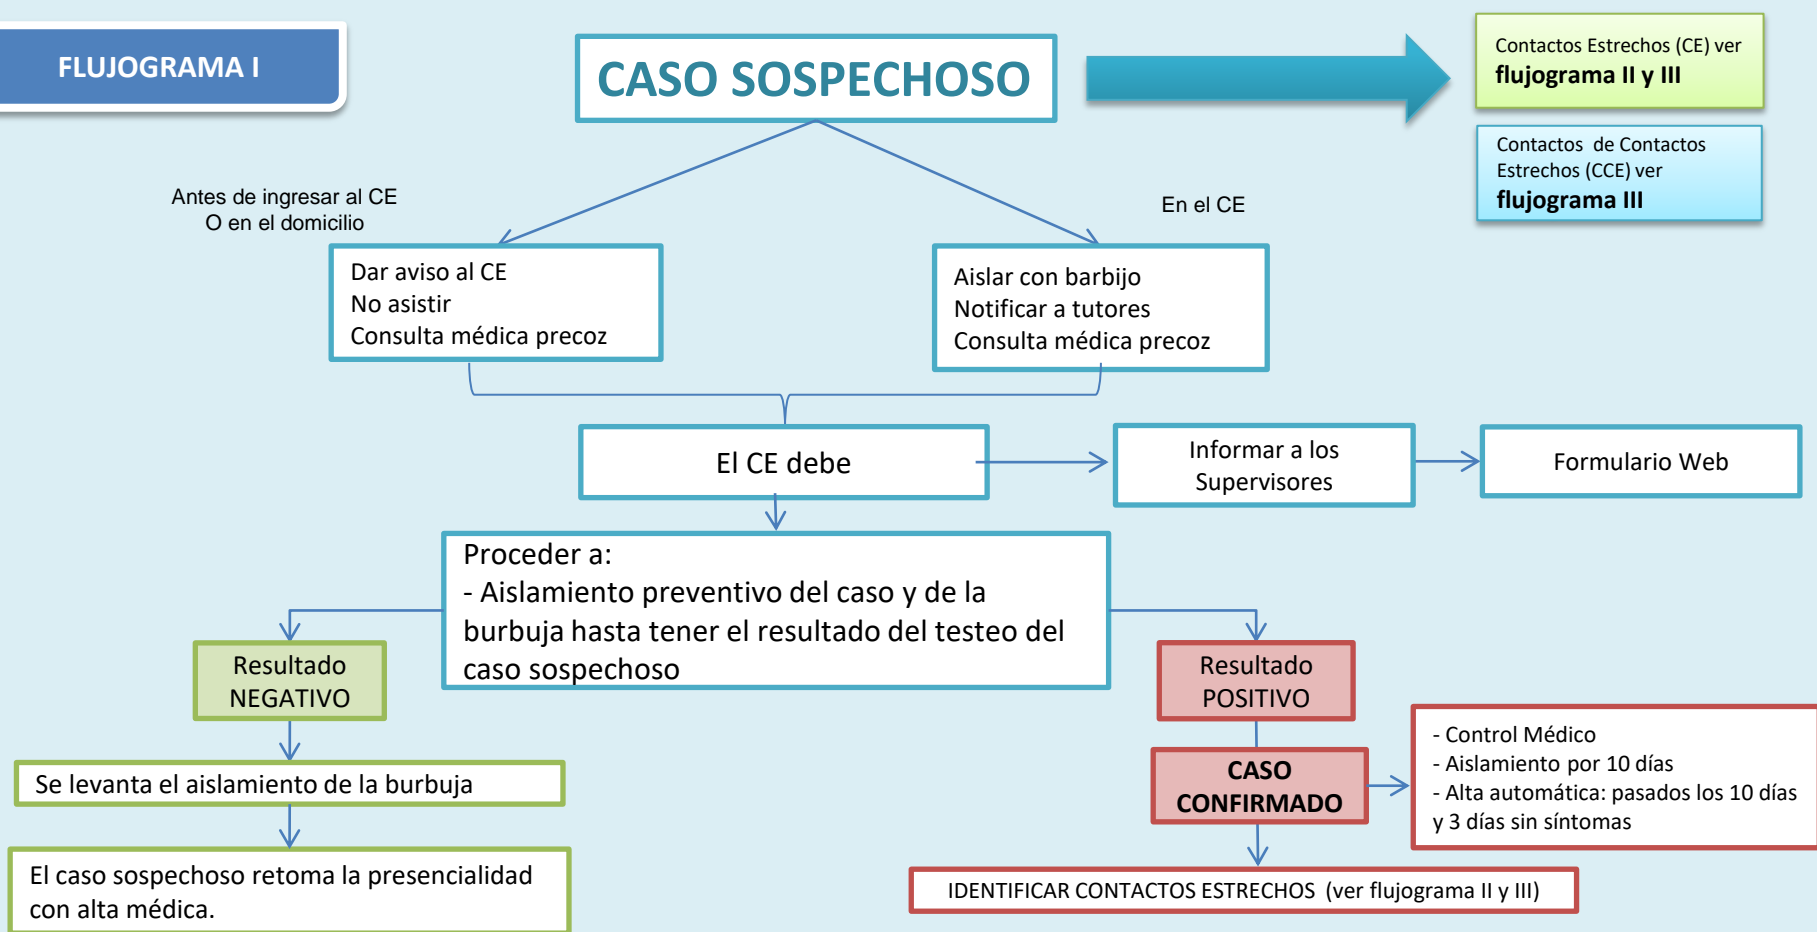 FLUJOGRAMA I
CASO SOSPECHOSO
Contactos Estrechos (CE) ver
flujograma II y III
Contactos de Contactos
Estrechos (CCE) ver
flujograma III
Antes de ingresar al CE
O en el domicilio
En el CE
Dar aviso al CE
No asistir
Consulta médica precoz
Aislar con barbijo
Notificar a tutores
Consulta médica precoz
El CE debe
Informar a los
Supervisores
Formulario Web
Proceder a:
- Aislamiento preventivo del caso y de la
burbuja hasta tener el resultado del testeo del
caso sospechoso
Resultado
NEGATIVO
Se levanta el aislamiento de la burbuja
El caso sospechoso retoma la presencialidad
con alta médica.
Resultado
POSITIVO
CASO
CONFIRMADO
- Control Médico
- Aislamiento por 10 días
- Alta automática: pasados los 10 días
y 3 días sin síntomas
IDENTIFICAR CONTACTOS ESTRECHOS (ver flujograma II y III)